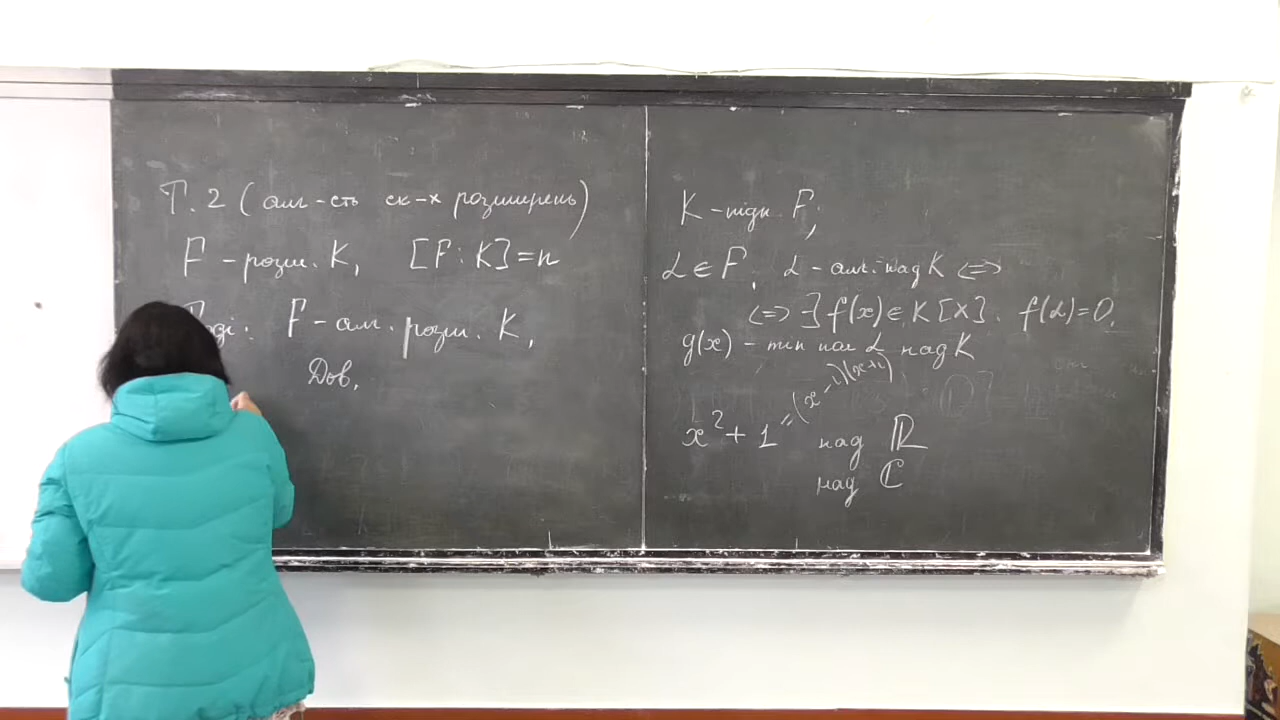 Т.2 (алг-сть ск-х розширень)
F - розш. K, [F : K] = n
Тоді: F - алг. розш. K,
Дов.
K - підп. F,
α ∈ F, α - алг. над K <=>
<=> ∃ f(x) ∈ K[x]. f(α)=0,
g(x) - min пол α над K
x² + 1 = (x - i)(x + i)
над ℝ
над ℂ